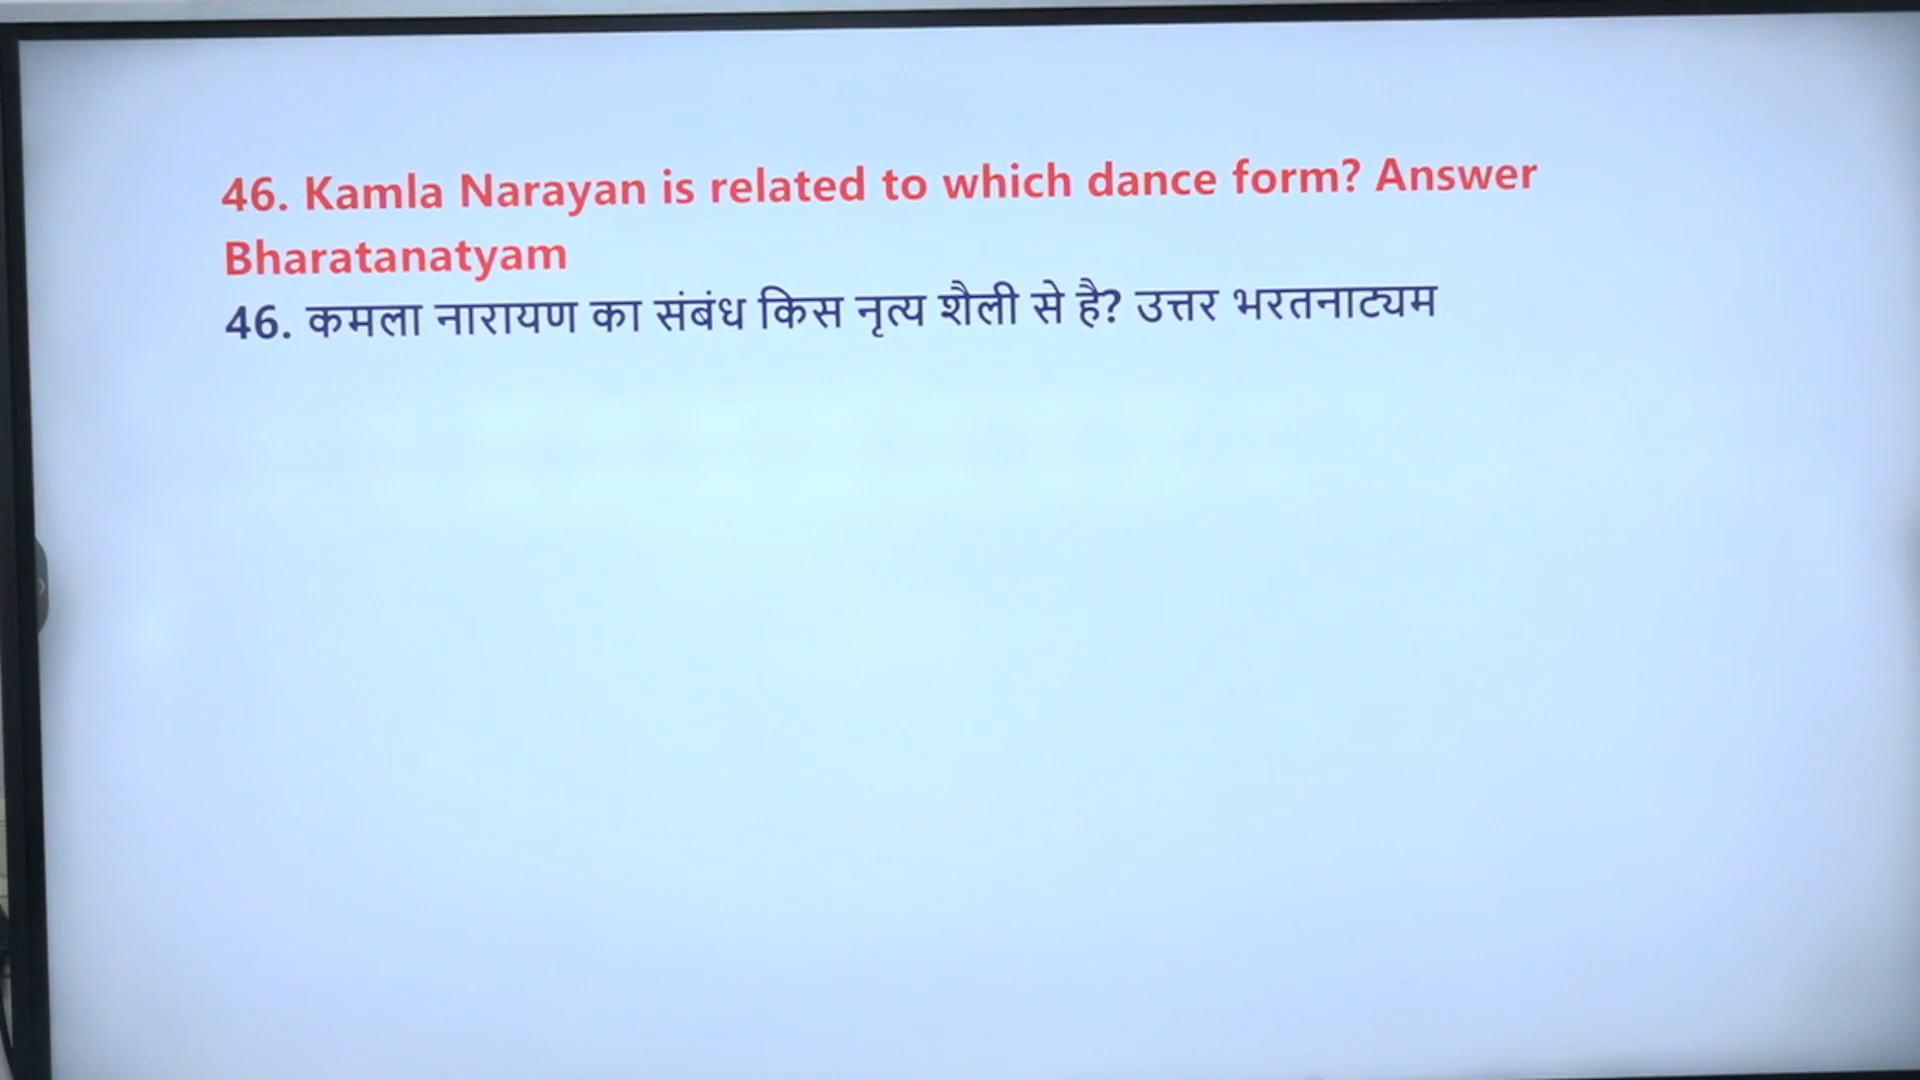 46. Kamla Narayan is related to which dance form? Answer
Bharatanatyam
46. कमला नारायण का संबंध किस नृत्य शैली से है? उत्तर भरतनाट्यम